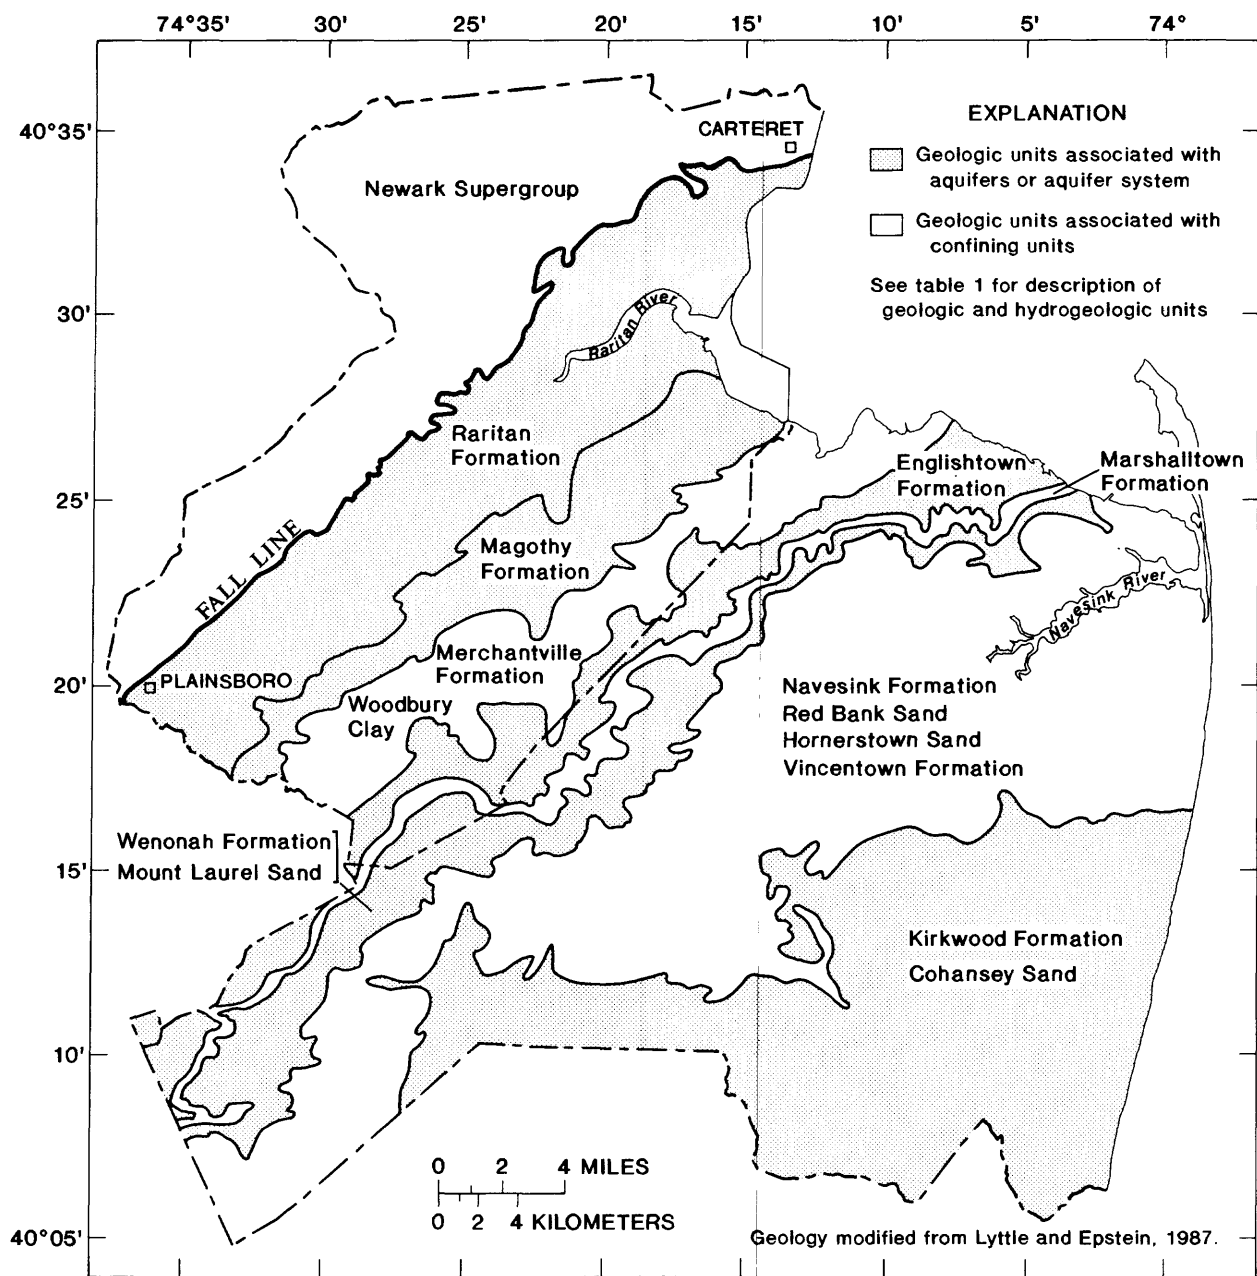 74°35'
30'
25'
20'
15'
10'
5'
74°
40°35'
30'
25'
20'
15'
10'
40°05'
EXPLANATION
Geologic units associated with
aquifers or aquifer system
Geologic units associated with
confining units
See table 1 for description of
geologic and hydrogeologic units
CARTERET
Newark Supergroup
Raritan River
Raritan
Formation
Englishtown
Formation
Marshalltown
Formation
FALL LINE
Magothy
Formation
Navesink River
Merchantville
Formation
PLAINSBORO
Woodbury
Clay
Navesink Formation
Red Bank Sand
Hornerstown Sand
Vincentown Formation
Wenonah Formation
Mount Laurel Sand
Kirkwood Formation
Cohansey Sand
0 2 4 MILES
0 2 4 KILOMETERS
Geology modified from Lyttle and Epstein, 1987.